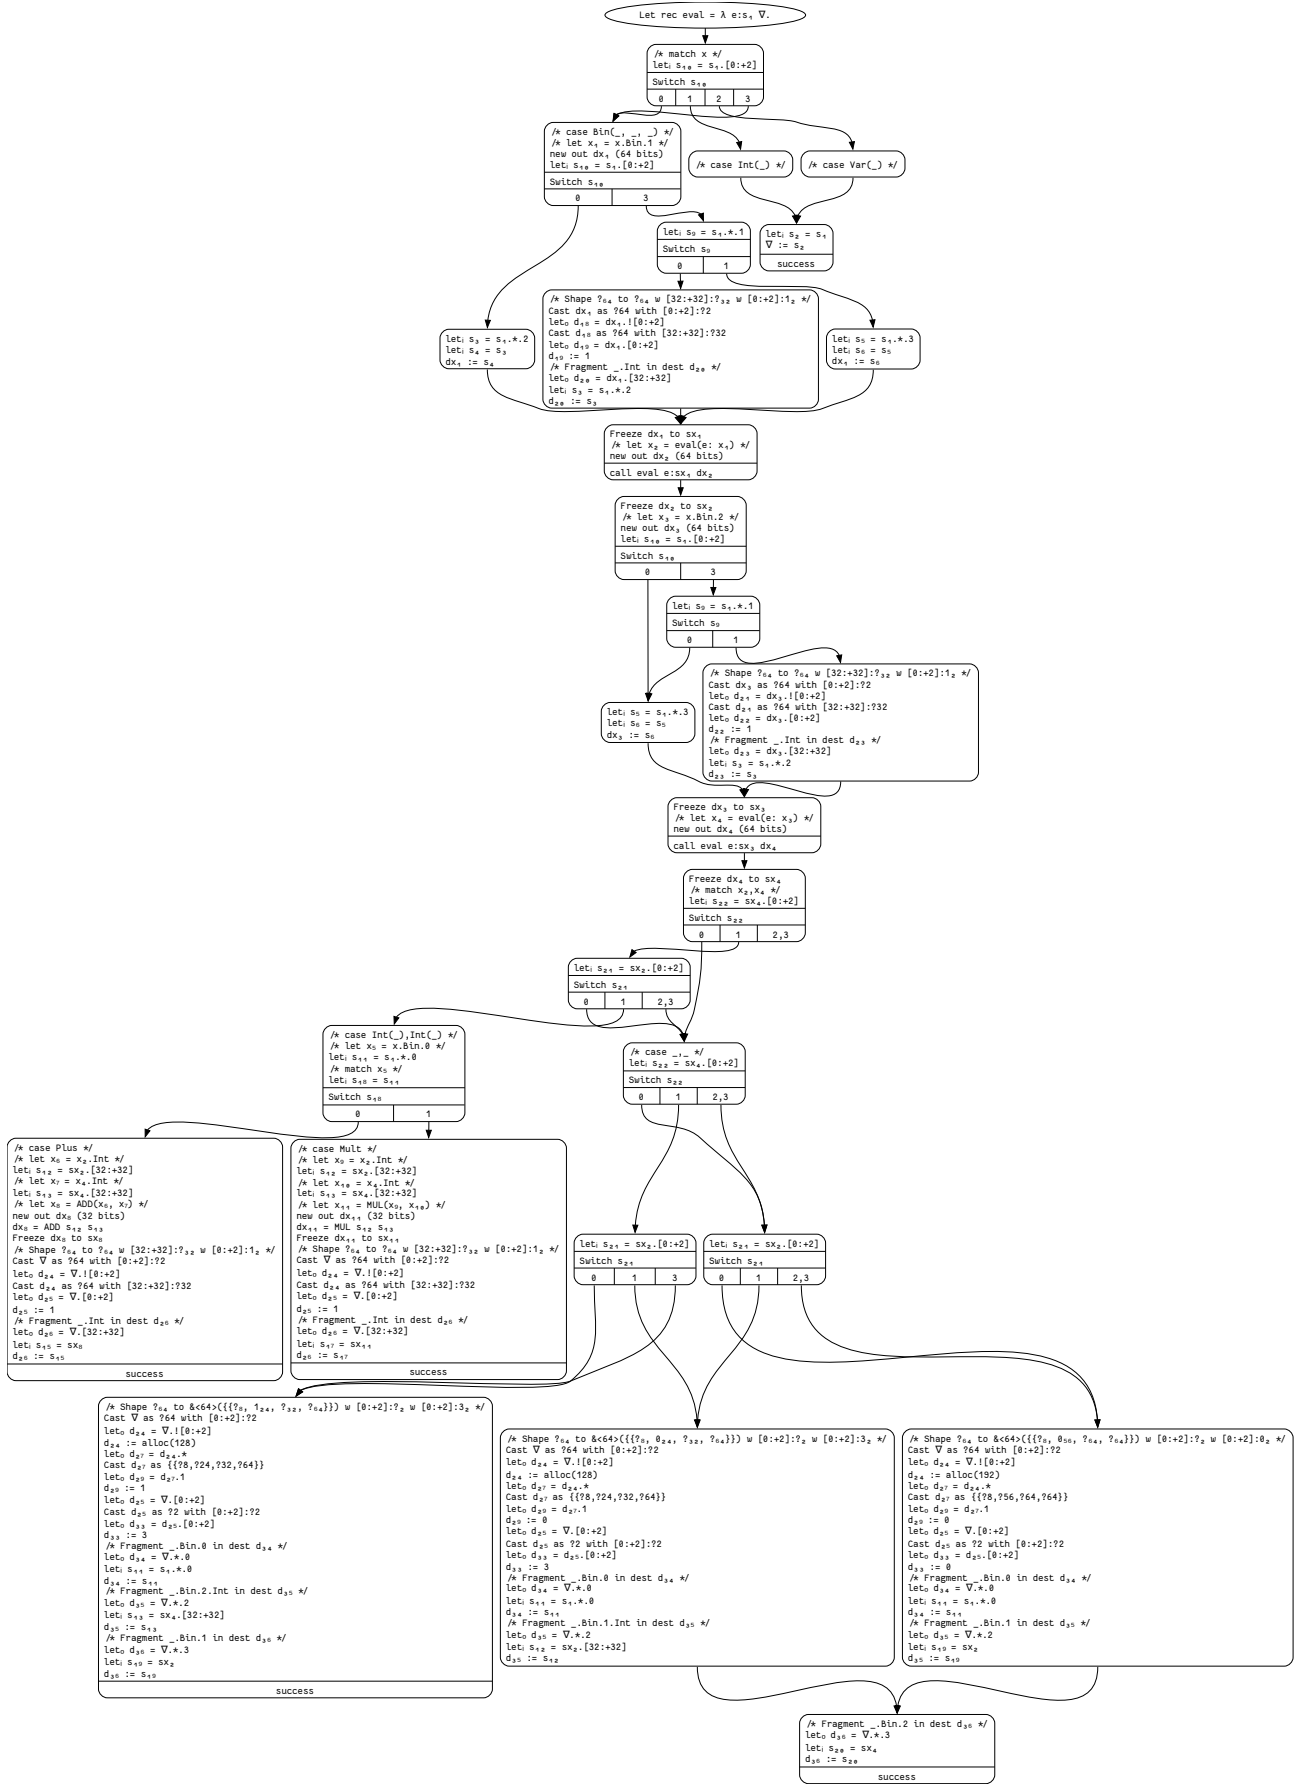 Let rec eval = λ e:s₁ ∇.
/* match x */
letᵢ s₁₀ = s₁.[0:+2]
Switch s₁₀
0 1 2 3
/* case Bin(_, _, _) */
/* let x₁ = x.Bin.1 */
new out dx₁ (64 bits)
letᵢ s₁₀ = s₁.[0:+2]
Switch s₁₀
0 3
/* case Int(_) */
/* case Var(_) */
letᵢ s₉ = s₁.*.1
Switch s₉
0 1
letᵢ s₂ = s₁
∇ := s₂
success
letᵢ s₃ = s₁.*.2
letᵢ s₄ = s₃
dx₁ := s₄
/* Shape ?₆₄ to ?₆₄ w [32:+32]:?₃₂ w [0:+2]:1₂ */
Cast dx₁ as ?64 with [0:+2]:?2
letₒ d₁₈ = dx₁.![0:+2]
Cast d₁₈ as ?64 with [32:+32]:?32
letₒ d₁₉ = dx₁.[0:+2]
d₁₉ := 1
/* Fragment _.Int in dest d₂₀ */
letₒ d₂₀ = dx₁.[32:+32]
letᵢ s₃ = s₁.*.2
d₂₀ := s₃
letᵢ s₅ = s₁.*.3
letᵢ s₆ = s₅
dx₁ := s₆
Freeze dx₁ to sx₁
/* let x₂ = eval(e: x₁) */
new out dx₂ (64 bits)
call eval e:sx₁ dx₂
Freeze dx₂ to sx₂
/* let x₃ = x.Bin.2 */
new out dx₃ (64 bits)
letᵢ s₁₀ = s₁.[0:+2]
Switch s₁₀
0 3
letᵢ s₉ = s₁.*.1
Switch s₉
0 1
letᵢ s₅ = s₁.*.3
letᵢ s₆ = s₅
dx₃ := s₆
/* Shape ?₆₄ to ?₆₄ w [32:+32]:?₃₂ w [0:+2]:1₂ */
Cast dx₃ as ?64 with [0:+2]:?2
letₒ d₂₁ = dx₃.![0:+2]
Cast d₂₁ as ?64 with [32:+32]:?32
letₒ d₂₂ = dx₃.[0:+2]
d₂₂ := 1
/* Fragment _.Int in dest d₂₃ */
letₒ d₂₃ = dx₃.[32:+32]
letᵢ s₃ = s₁.*.2
d₂₃ := s₃
Freeze dx₃ to sx₃
/* let x₄ = eval(e: x₃) */
new out dx₄ (64 bits)
call eval e:sx₃ dx₄
Freeze dx₄ to sx₄
/* match x₂,x₄ */
letᵢ s₂₂ = sx₄.[0:+2]
Switch s₂₂
0 1 2,3
letᵢ s₂₁ = sx₂.[0:+2]
Switch s₂₁
0 1 2,3
/* case Int(_),Int(_) */
/* let x₅ = x.Bin.0 */
letᵢ s₁₁ = s₁.*.0
/* match x₅ */
letᵢ s₁₈ = s₁₁
Switch s₁₈
0 1
/* case _,_ */
letᵢ s₂₂ = sx₄.[0:+2]
Switch s₂₂
0 1 2,3
/* case Plus */
/* let x₆ = x₂.Int */
letᵢ s₁₂ = sx₂.[32:+32]
/* let x₇ = x₄.Int */
letᵢ s₁₃ = sx₄.[32:+32]
/* let x₈ = ADD(x₆, x₇) */
new out dx₈ (32 bits)
dx₈ = ADD s₁₂ s₁₃
Freeze dx₈ to sx₈
/* Shape ?₆₄ to ?₆₄ w [32:+32]:?₃₂ w [0:+2]:1₂ */
Cast ∇ as ?64 with [0:+2]:?2
letₒ d₂₄ = ∇.![0:+2]
Cast d₂₄ as ?64 with [32:+32]:?32
letₒ d₂₅ = ∇.[0:+2]
d₂₅ := 1
/* Fragment _.Int in dest d₂₆ */
letₒ d₂₆ = ∇.[32:+32]
letᵢ s₁₅ = sx₈
d₂₆ := s₁₅
success
/* case Mult */
/* let x₉ = x₂.Int */
letᵢ s₁₂ = sx₂.[32:+32]
/* let x₁₀ = x₄.Int */
letᵢ s₁₃ = sx₄.[32:+32]
/* let x₁₁ = MUL(x₉, x₁₀) */
new out dx₁₁ (32 bits)
dx₁₁ = MUL s₁₂ s₁₃
Freeze dx₁₁ to sx₁₁
/* Shape ?₆₄ to ?₆₄ w [32:+32]:?₃₂ w [0:+2]:1₂ */
Cast ∇ as ?64 with [0:+2]:?2
letₒ d₂₄ = ∇.![0:+2]
Cast d₂₄ as ?64 with [32:+32]:?32
letₒ d₂₅ = ∇.[0:+2]
d₂₅ := 1
/* Fragment _.Int in dest d₂₆ */
letₒ d₂₆ = ∇.[32:+32]
letᵢ s₁₇ = sx₁₁
d₂₆ := s₁₇
success
letᵢ s₂₁ = sx₂.[0:+2]
Switch s₂₁
0 1 3
letᵢ s₂₁ = sx₂.[0:+2]
Switch s₂₁
0 1 2,3
/* Shape ?₆₄ to &<64>({{?₈, 1₂₄, ?₃₂, ?₆₄}}) w [0:+2]:?₂ w [0:+2]:3₂ */
Cast ∇ as ?64 with [0:+2]:?2
letₒ d₂₄ = ∇.![0:+2]
d₂₄ := alloc(128)
letₒ d₂₇ = d₂₄.*
Cast d₂₇ as {{?8,?24,?32,?64}}
letₒ d₂₉ = d₂₇.1
d₂₉ := 1
letₒ d₂₅ = ∇.[0:+2]
Cast d₂₅ as ?2 with [0:+2]:?2
letₒ d₃₃ = d₂₅.[0:+2]
d₃₃ := 3
/* Fragment _.Bin.0 in dest d₃₄ */
letₒ d₃₄ = ∇.*.0
letᵢ s₁₁ = s₁.*.0
d₃₄ := s₁₁
/* Fragment _.Bin.2.Int in dest d₃₅ */
letₒ d₃₅ = ∇.*.2
letᵢ s₁₃ = sx₄.[32:+32]
d₃₅ := s₁₃
/* Fragment _.Bin.1 in dest d₃₆ */
letₒ d₃₆ = ∇.*.3
letᵢ s₁₉ = sx₂
d₃₆ := s₁₉
success
/* Shape ?₆₄ to &<64>({{?₈, 0₂₄, ?₃₂, ?₆₄}}) w [0:+2]:?₂ w [0:+2]:3₂ */
Cast ∇ as ?64 with [0:+2]:?2
letₒ d₂₄ = ∇.![0:+2]
d₂₄ := alloc(128)
letₒ d₂₇ = d₂₄.*
Cast d₂₇ as {{?8,?24,?32,?64}}
letₒ d₂₉ = d₂₇.1
d₂₉ := 0
letₒ d₂₅ = ∇.[0:+2]
Cast d₂₅ as ?2 with [0:+2]:?2
letₒ d₃₃ = d₂₅.[0:+2]
d₃₃ := 3
/* Fragment _.Bin.0 in dest d₃₄ */
letₒ d₃₄ = ∇.*.0
letᵢ s₁₁ = s₁.*.0
d₃₄ := s₁₁
/* Fragment _.Bin.1.Int in dest d₃₅ */
letₒ d₃₅ = ∇.*.2
letᵢ s₁₂ = sx₂.[32:+32]
d₃₅ := s₁₂
/* Shape ?₆₄ to &<64>({{?₈, 0₅₆, ?₆₄, ?₆₄}}) w [0:+2]:?₂ w [0:+2]:0₂ */
Cast ∇ as ?64 with [0:+2]:?2
letₒ d₂₄ = ∇.![0:+2]
d₂₄ := alloc(192)
letₒ d₂₇ = d₂₄.*
Cast d₂₇ as {{?8,?56,?64,?64}}
letₒ d₂₉ = d₂₇.1
d₂₉ := 0
letₒ d₂₅ = ∇.[0:+2]
Cast d₂₅ as ?2 with [0:+2]:?2
letₒ d₃₃ = d₂₅.[0:+2]
d₃₃ := 0
/* Fragment _.Bin.0 in dest d₃₄ */
letₒ d₃₄ = ∇.*.0
letᵢ s₁₁ = s₁.*.0
d₃₄ := s₁₁
/* Fragment _.Bin.1 in dest d₃₅ */
letₒ d₃₅ = ∇.*.2
letᵢ s₁₉ = sx₂
d₃₅ := s₁₉
/* Fragment _.Bin.2 in dest d₃₆ */
letₒ d₃₆ = ∇.*.3
letᵢ s₂₀ = sx₄
d₃₆ := s₂₀
success